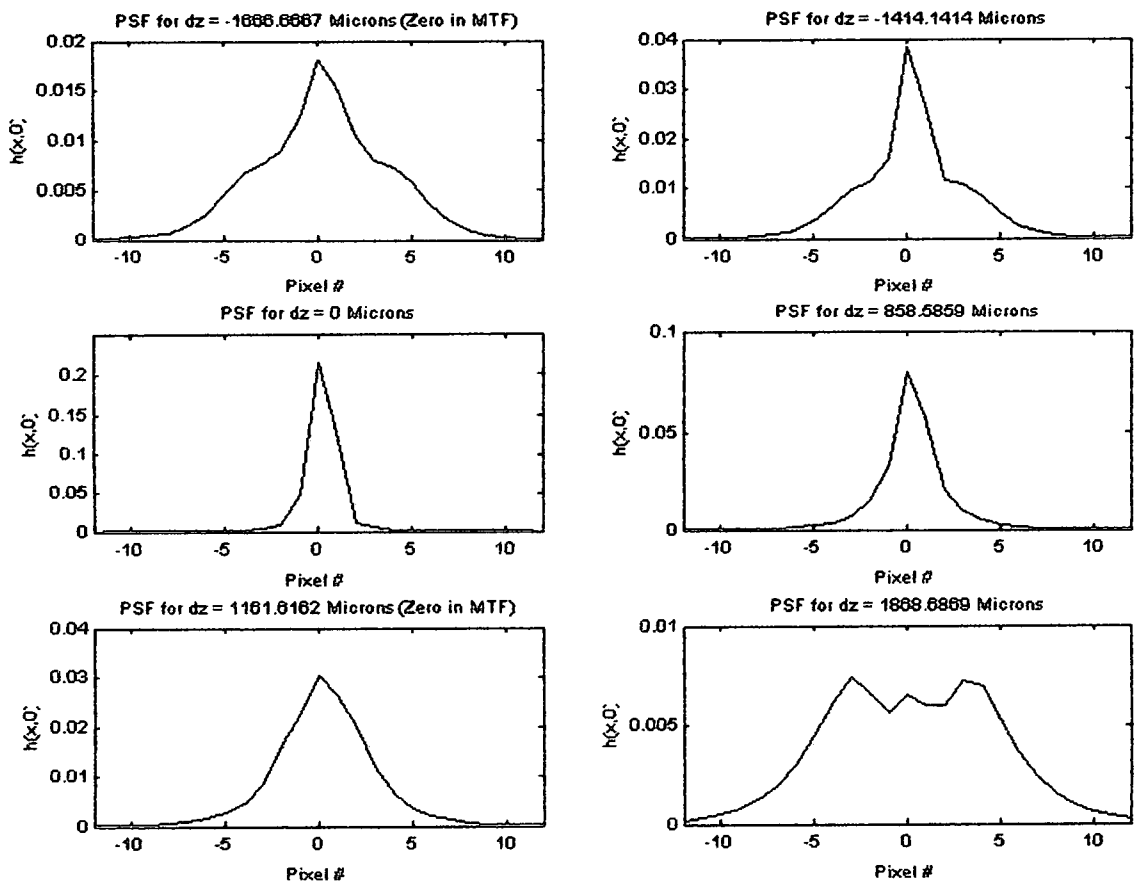 PSF for dz = -1666.6667 Microns (Zero in MTF)
0.02
0.015
0.01
0.005
0
h(x,0)
-10 -5 0 5 10
Pixel #
PSF for dz = -1414.1414 Microns
0.04
0.03
0.02
0.01
0
h(x,0)
-10 -5 0 5 10
Pixel #
PSF for dz = 0 Microns
0.2
0.15
0.1
0.05
0
h(x,0)
-10 -5 0 5 10
Pixel #
PSF for dz = 858.5859 Microns
0.1
0.05
0
h(x,0)
-10 -5 0 5 10
Pixel #
PSF for dz = 1161.6162 Microns (Zero in MTF)
0.04
0.03
0.02
0.01
0
h(x,0)
-10 -5 0 5 10
Pixel #
PSF for dz = 1868.6869 Microns
0.01
0.005
0
h(x,0)
-10 -5 0 5 10
Pixel #